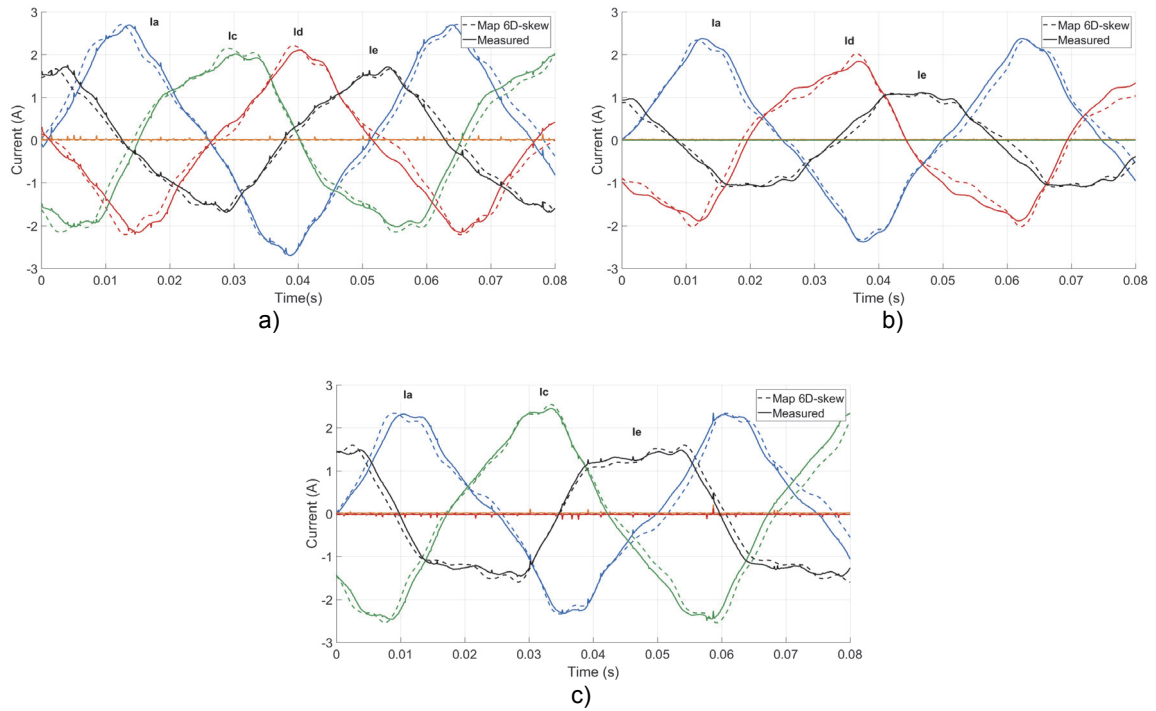 Ia
Ic
Id
Ie
Map 6D-skew
Measured
Current (A)
3
2
1
0
-1
-2
-3
0 0.01 0.02 0.03 0.04 0.05 0.06 0.07 0.08
Time(s)
a)
Ia
Id
Ie
Map 6D-skew
Measured
Current (A)
3
2
1
0
-1
-2
-3
0 0.01 0.02 0.03 0.04 0.05 0.06 0.07 0.08
Time (s)
b)
Ia
Ic
Ie
Map 6D-skew
Measured
Current (A)
3
2
1
0
-1
-2
-3
0 0.01 0.02 0.03 0.04 0.05 0.06 0.07 0.08
Time (s)
c)